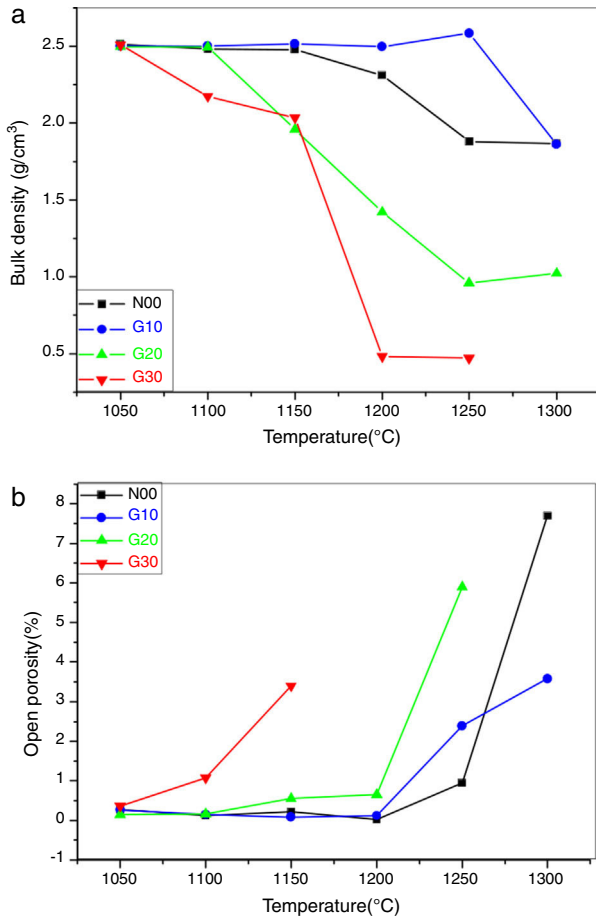 a
2.5
2.0
1.5
1.0
0.5
Bulk density (g/cm³)
N00
G10
G20
G30
1050 1100 1150 1200 1250 1300
Temperature(°C)
b
8
7
6
5
4
3
2
1
0
-1
Open porosity(%)
N00
G10
G20
G30
1050 1100 1150 1200 1250 1300
Temperature(°C)